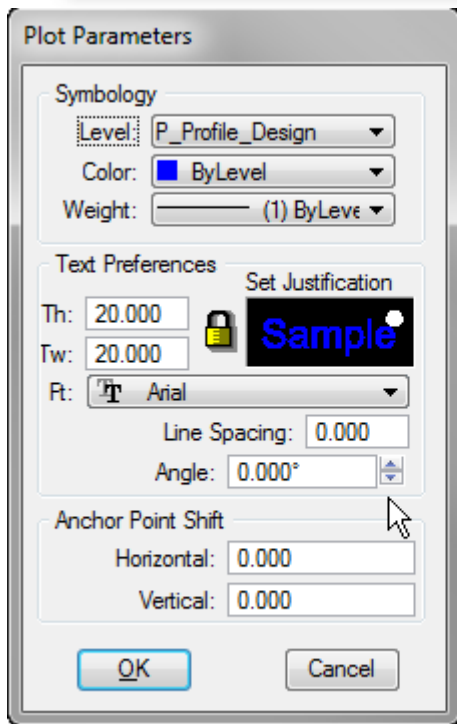 Plot Parameters
Symbology
Level: P_Profile_Design
Color: ByLevel
Weight: (1) ByLeve
Text Preferences
Set Justification
Th: 20.000
Sample
Tw: 20.000
Ft: Arial
Line Spacing: 0.000
Angle: 0.000°
Anchor Point Shift
Horizontal: 0.000
Vertical: 0.000
OK Cancel